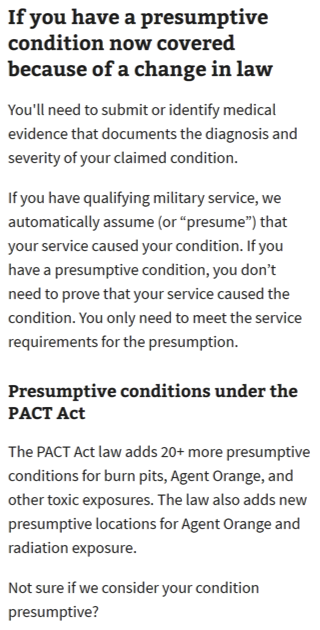 If you have a presumptive
condition now covered
because of a change in law
You'll need to submit or identify medical
evidence that documents the diagnosis and
severity of your claimed condition.
If you have qualifying military service, we
automatically assume (or “presume”) that
your service caused your condition. If you
have a presumptive condition, you don’t
need to prove that your service caused the
condition. You only need to meet the service
requirements for the presumption.
Presumptive conditions under the
PACT Act
The PACT Act law adds 20+ more presumptive
conditions for burn pits, Agent Orange, and
other toxic exposures. The law also adds new
presumptive locations for Agent Orange and
radiation exposure.
Not sure if we consider your condition
presumptive?